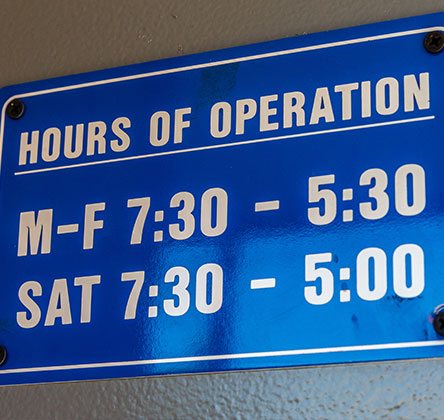 HOURS OF OPERATION
M-F 7:30 - 5:30
SAT 7:30 - 5:00